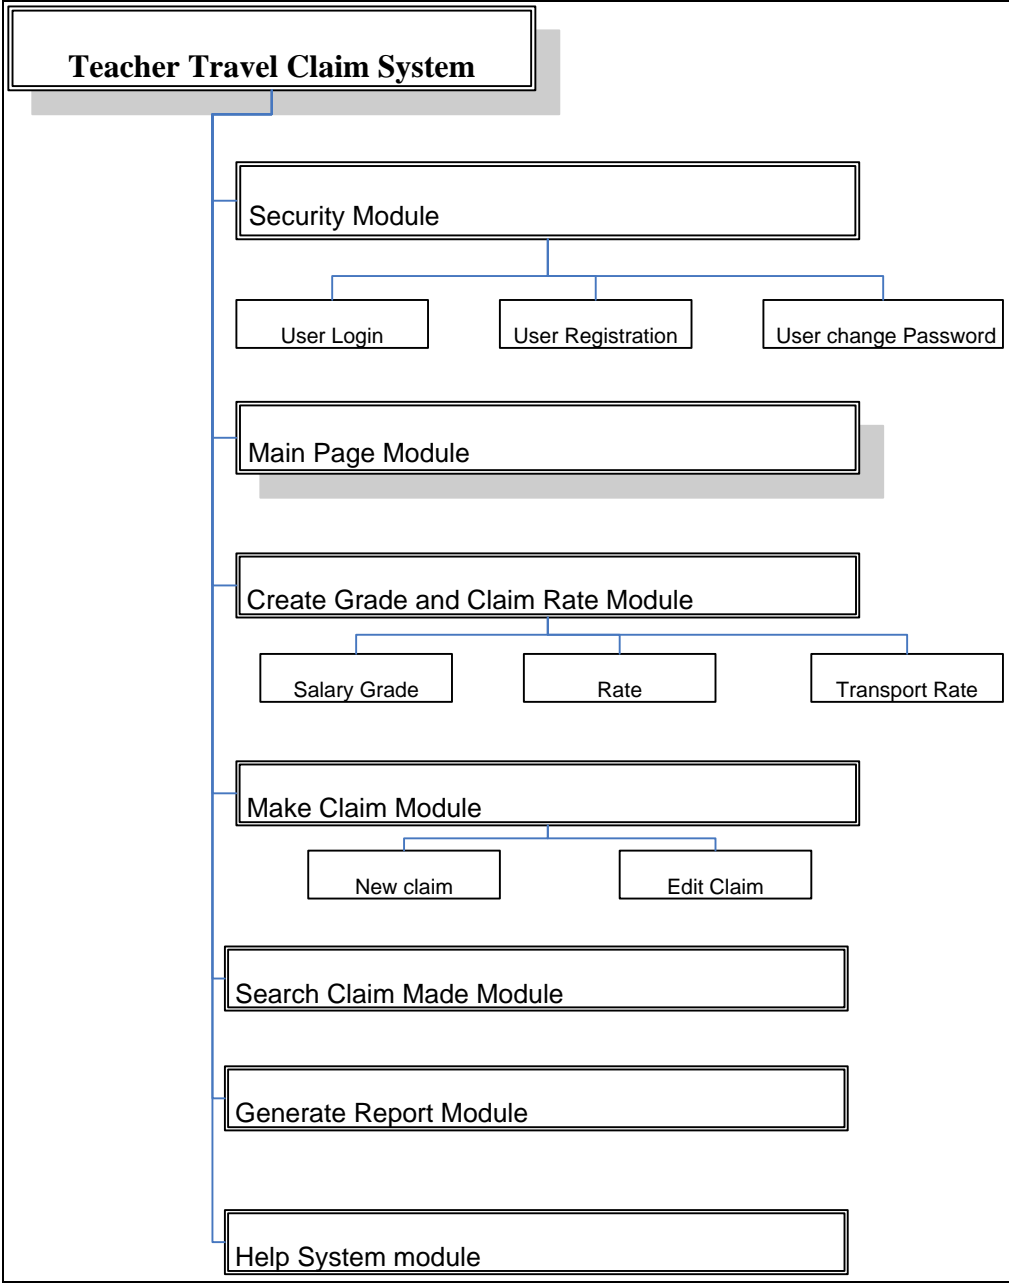 Teacher Travel Claim System
Security Module
User Login
User Registration
User change Password
Main Page Module
Create Grade and Claim Rate Module
Salary Grade
Rate
Transport Rate
Make Claim Module
New claim
Edit Claim
Search Claim Made Module
Generate Report Module
Help System module